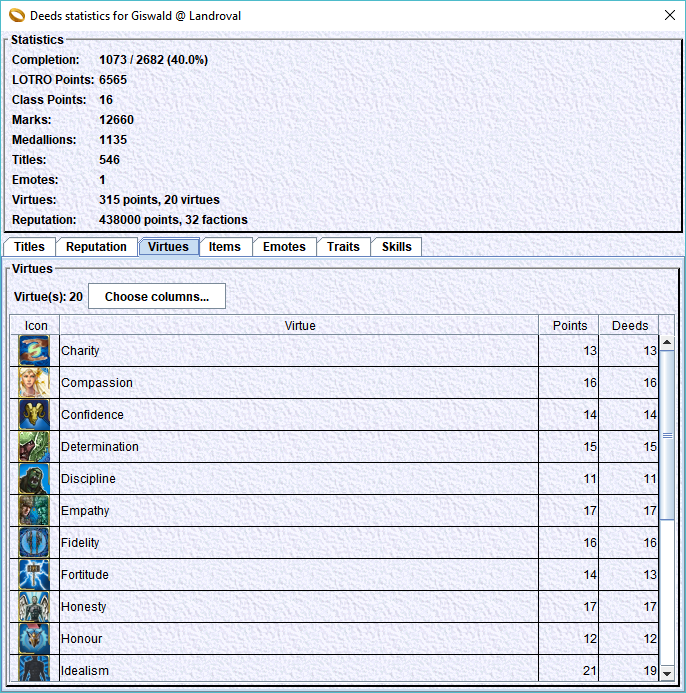 Deeds statistics for Giswald @ Landroval
Statistics
Completion: 1073 / 2682 (40.0%)
LOTRO Points: 6565
Class Points: 16
Marks: 12660
Medallions: 1135
Titles: 546
Emotes: 1
Virtues: 315 points, 20 virtues
Reputation: 438000 points, 32 factions
Titles Reputation Virtues Items Emotes Traits Skills
Virtues
Virtue(s): 20 Choose columns...
Icon Virtue Points Deeds
Charity 13 13
Compassion 16 16
Confidence 14 14
Determination 15 15
Discipline 11 11
Empathy 17 17
Fidelity 16 16
Fortitude 14 13
Honesty 17 17
Honour 12 12
Idealism 21 19